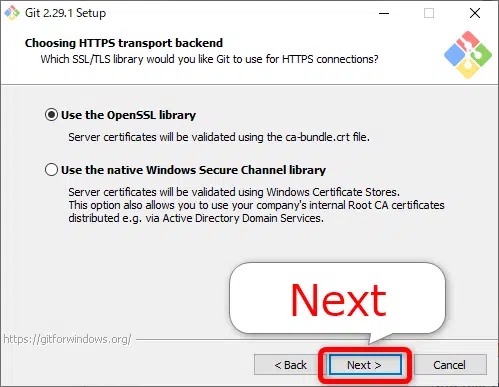 Git 2.29.1 Setup
Choosing HTTPS transport backend
Which SSL/TLS library would you like Git to use for HTTPS connections?
Use the OpenSSL library
Server certificates will be validated using the ca-bundle.crt file.
Use the native Windows Secure Channel library
Server certificates will be validated using Windows Certificate Stores.
This option also allows you to use your company's internal Root CA certificates
distributed e.g. via Active Directory Domain Services.
Next
https://gitforwindows.org/
< Back
Next >
Cancel